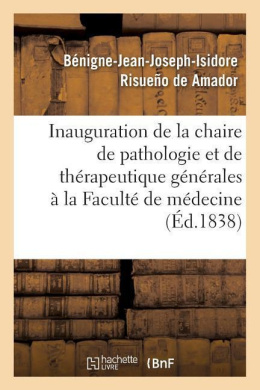 Bénigne-Jean-Joseph-Isidore
Risueño de Amador
Inauguration de la chaire
de pathologie et de
thérapeutique générales
à la Faculté de médecine
(Éd.1838)
hachette
LIVRE
{BnF